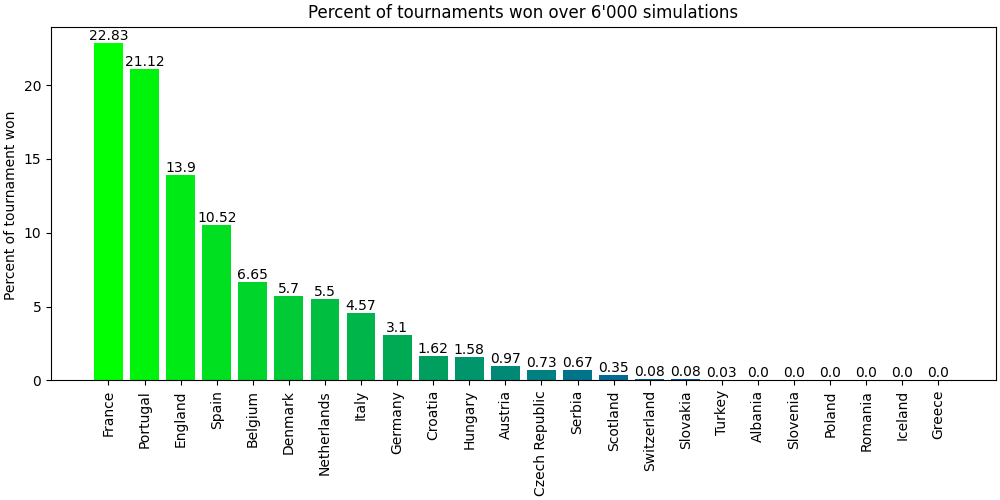 Percent of tournaments won over 6'000 simulations
Percent of tournament won
20
15
10
5
0
22.83
21.12
13.9
10.52
6.65
5.7
5.5
4.57
3.1
1.62
1.58
0.97
0.73
0.67
0.35
0.08
0.08
0.03
0.0
0.0
0.0
0.0
0.0
0.0
France
Portugal
England
Spain
Belgium
Denmark
Netherlands
Italy
Germany
Croatia
Hungary
Austria
Czech Republic
Serbia
Scotland
Switzerland
Slovakia
Turkey
Albania
Slovenia
Poland
Romania
Iceland
Greece